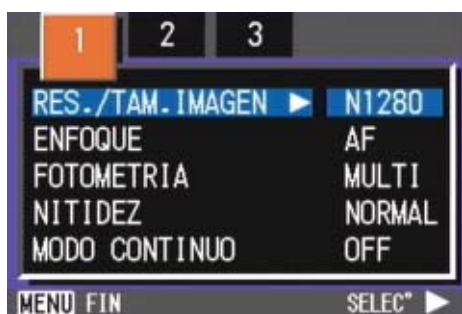 1 2 3
RES./TAM.IMAGEN ▶ N1280
ENFOQUE AF
FOTOMETRIA MULTI
NITIDEZ NORMAL
MODO CONTINUO OFF
MENU FIN SELEC° ▶